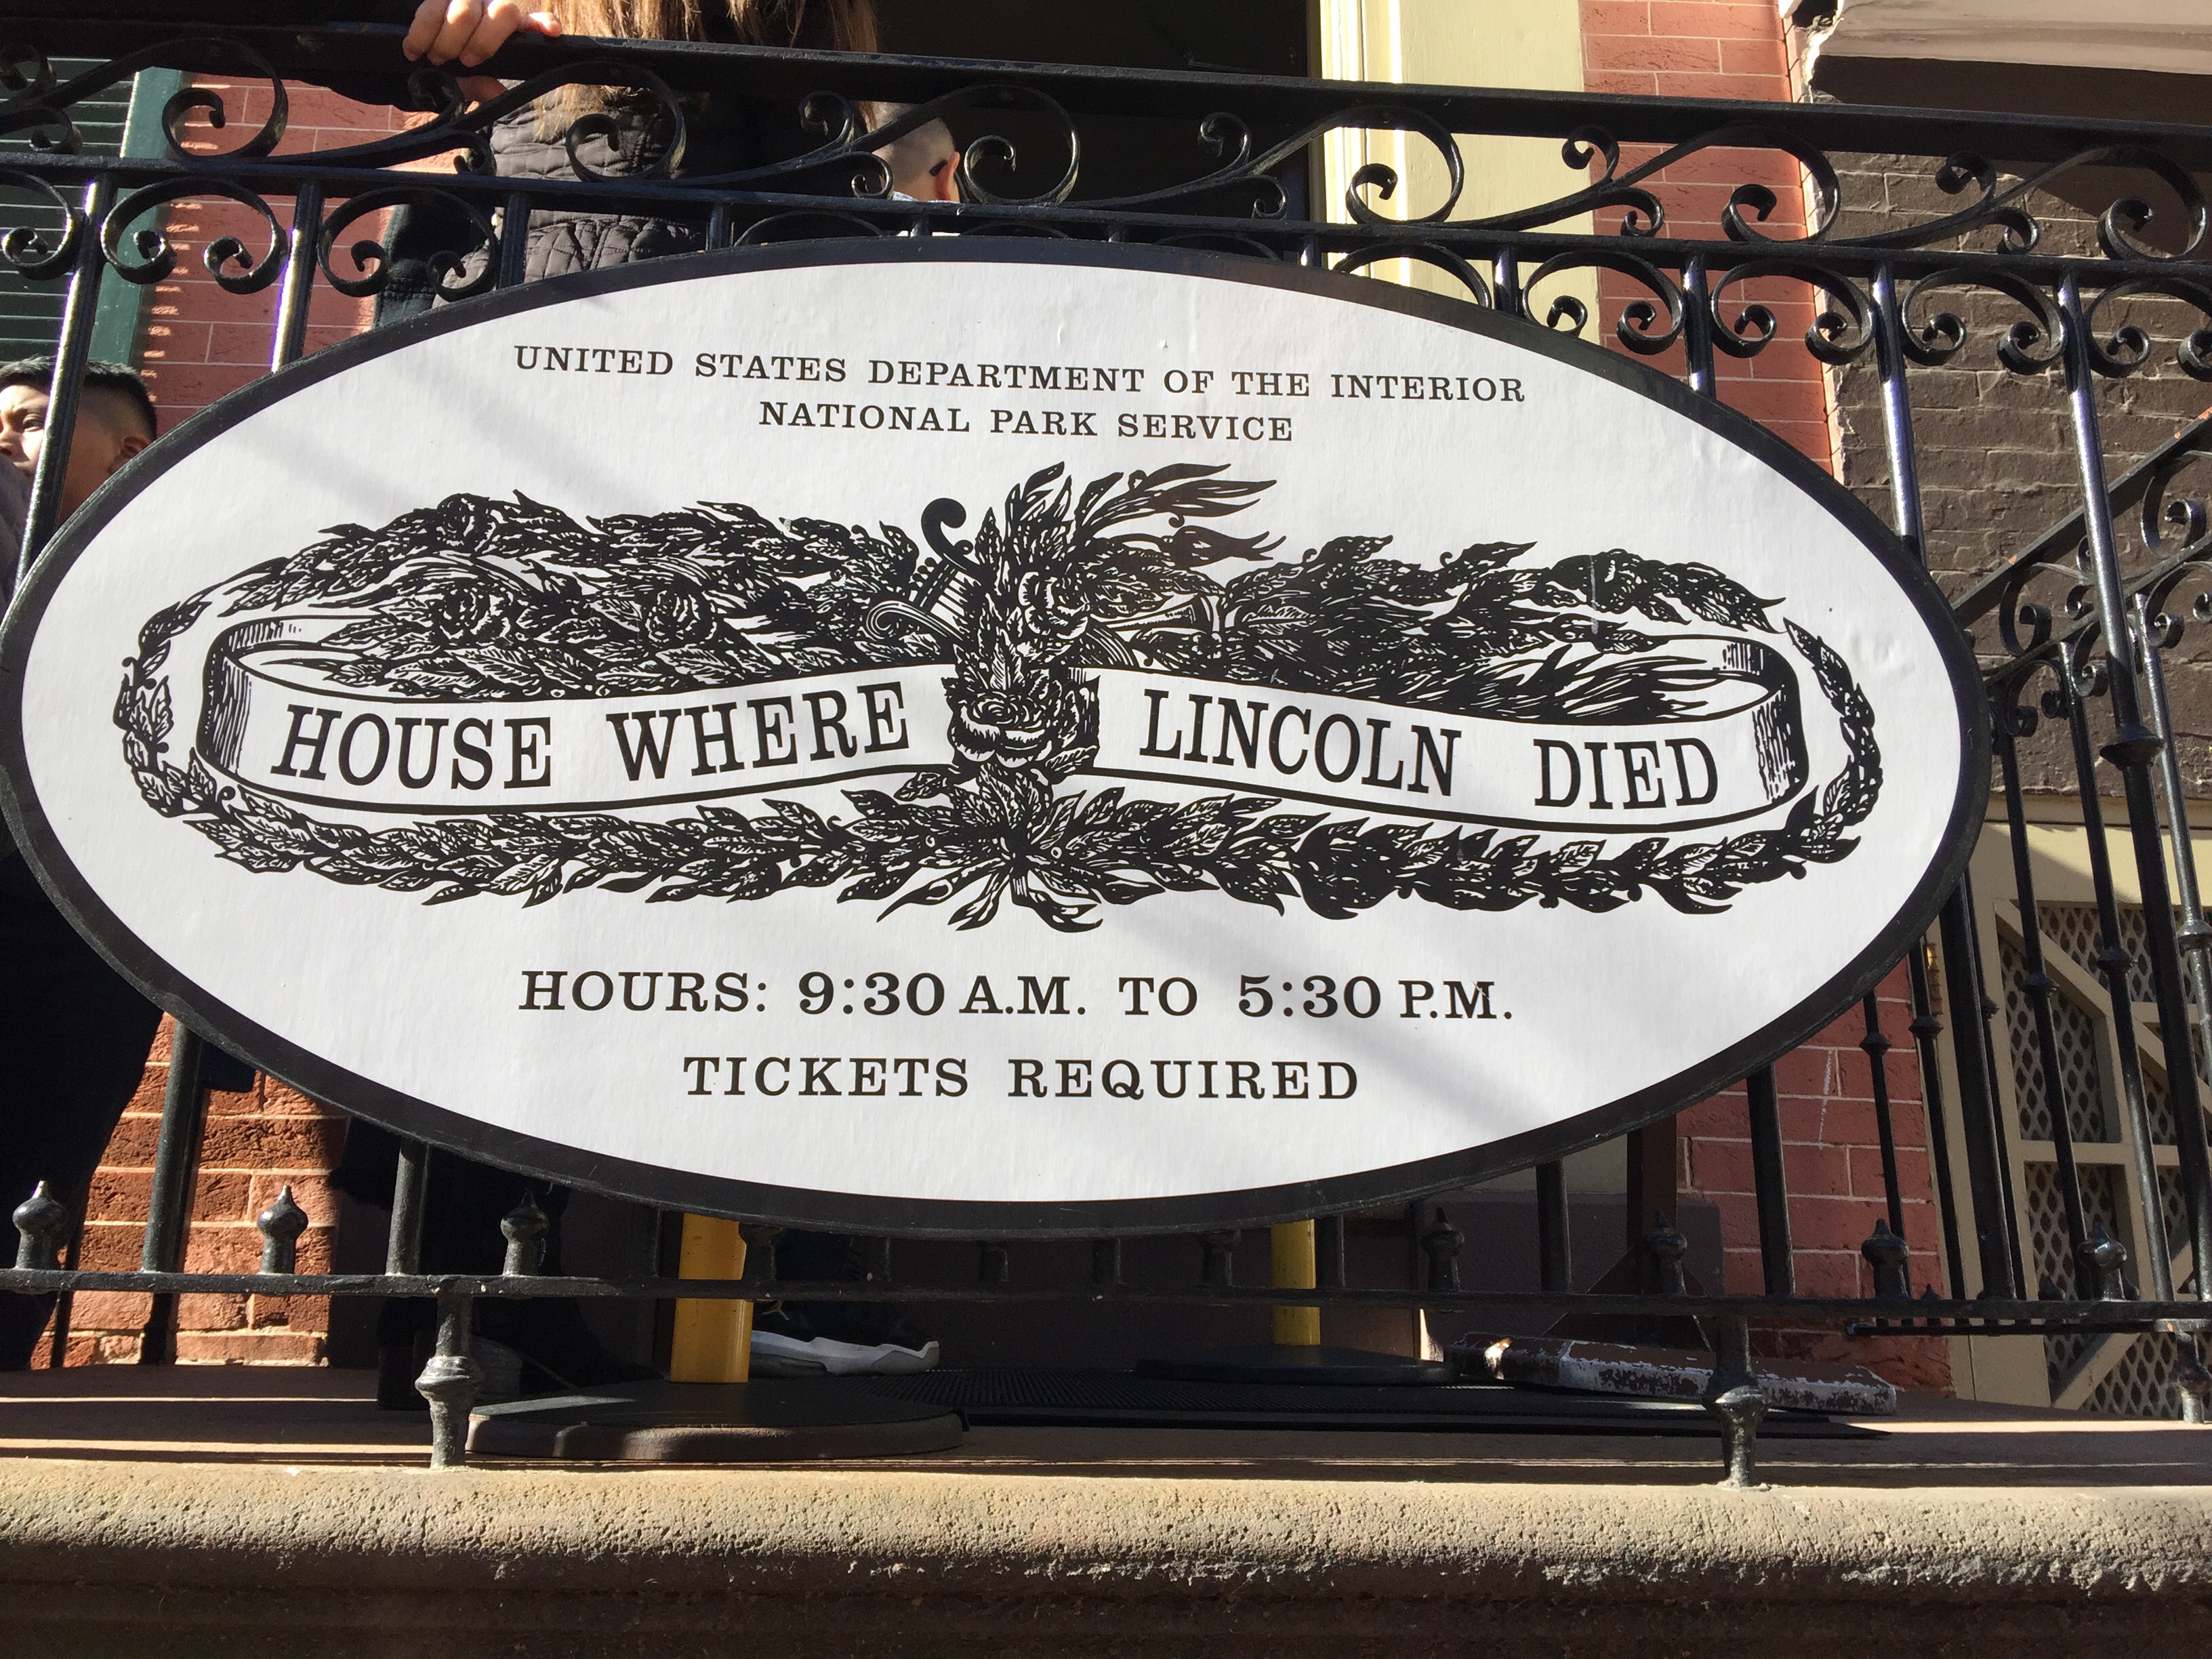 UNITED STATES DEPARTMENT OF THE INTERIOR
NATIONAL PARK SERVICE
HOUSE WHERE LINCOLN DIED
HOURS: 9:30 A.M. TO 5:30 P.M.
TICKETS REQUIRED